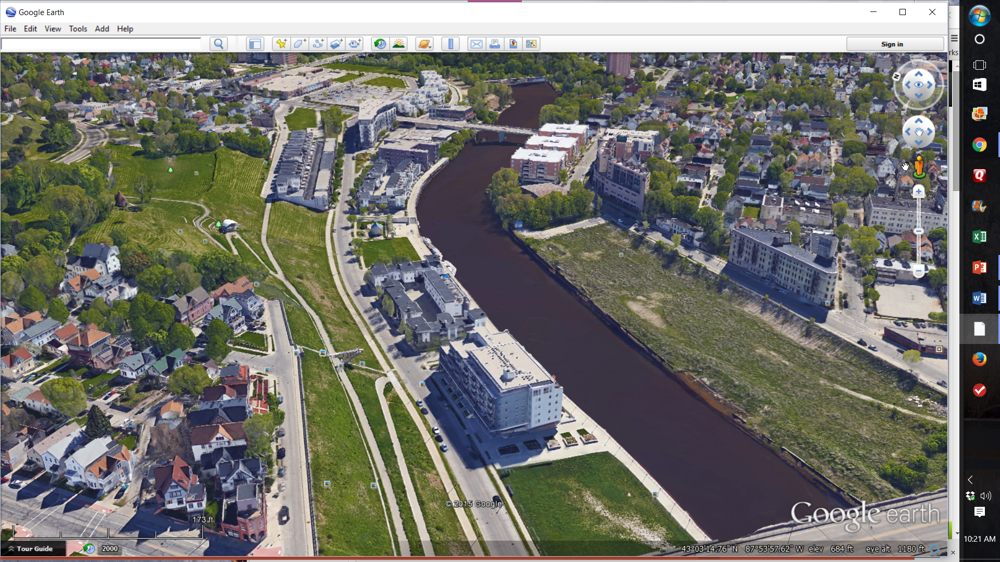 Google Earth
File Edit View Tools Add Help
Sign in
rks
N
© 2015 Google
173 ft
Google earth
Tour Guide
2000
43°03'14.76" N 87°53'57.62" W elev 684 ft eye alt 1180 ft
10:21 AM